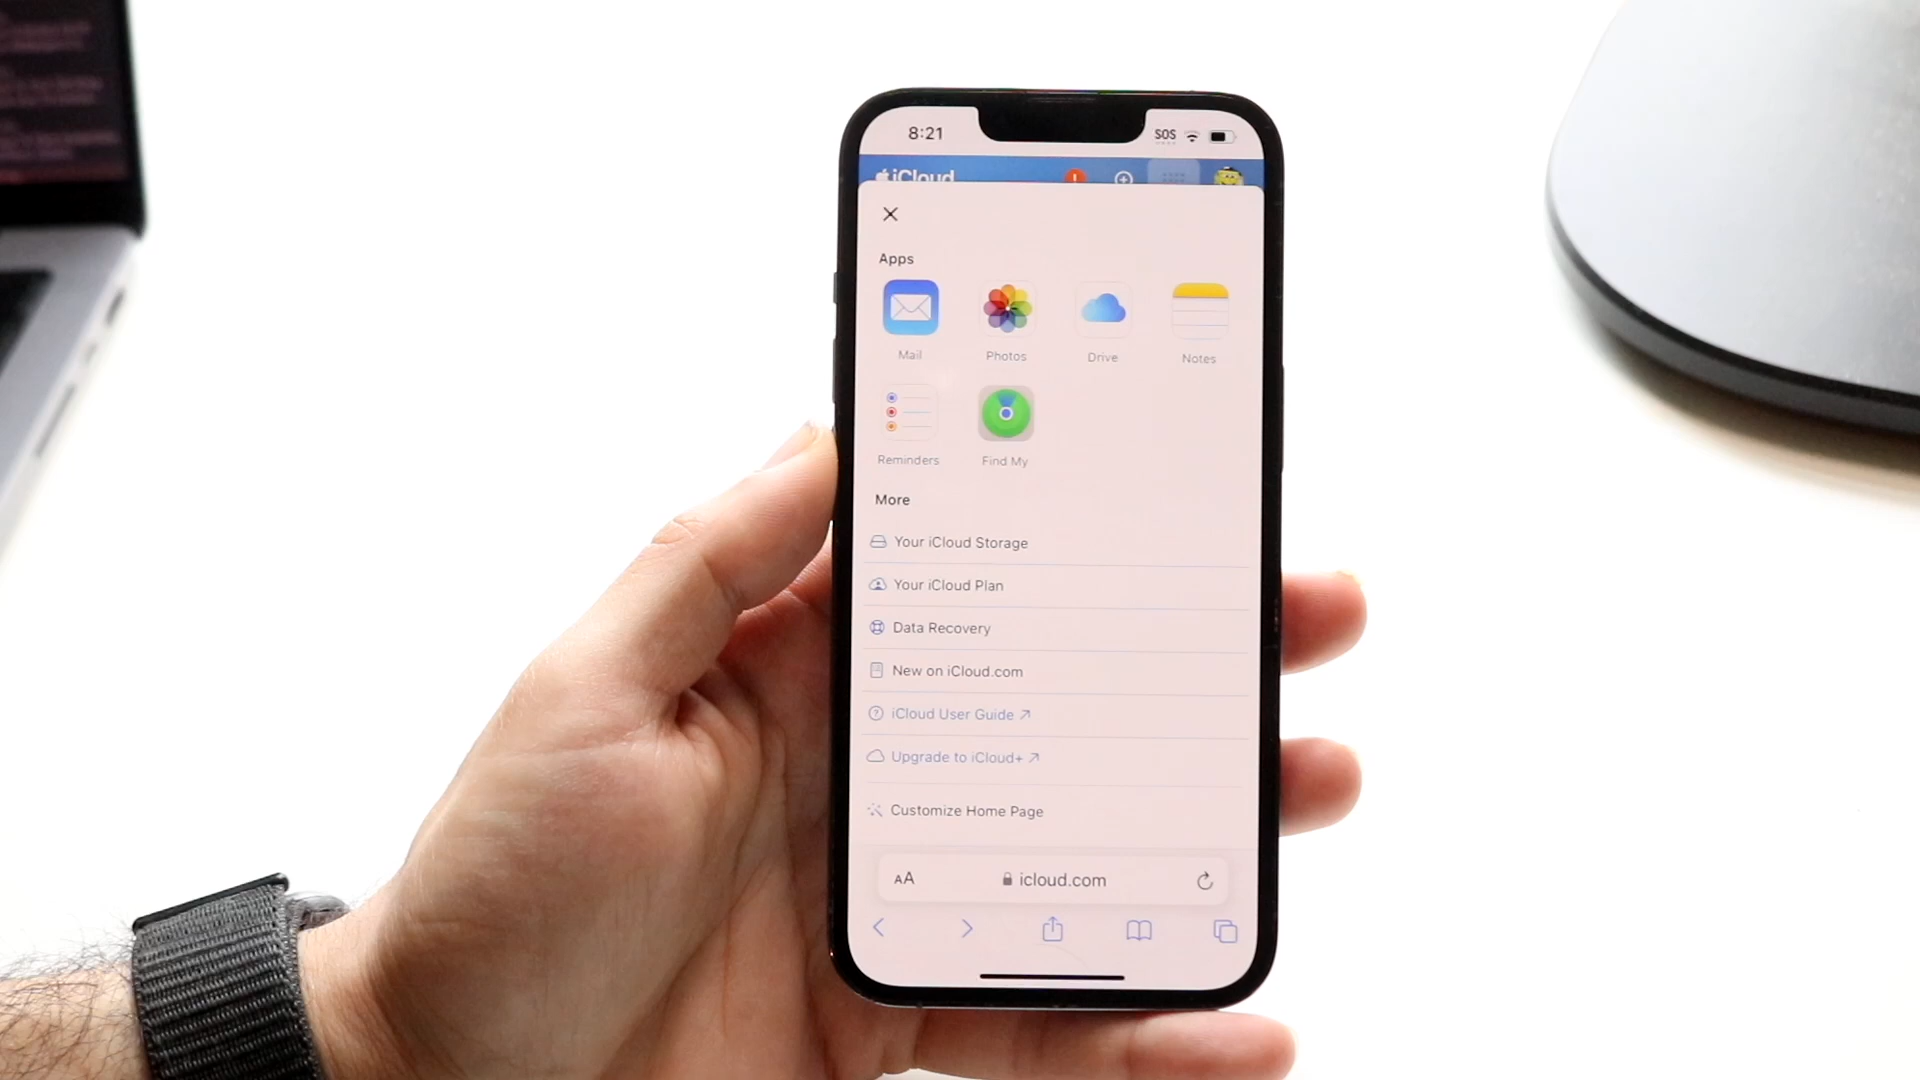 8:21 SOS
iCloud
Apps
Mail Photos Drive Notes
Reminders Find My
More
Your iCloud Storage
Your iCloud Plan
Data Recovery
New on iCloud.com
iCloud User Guide ↗
Upgrade to iCloud+ ↗
Customize Home Page
AA icloud.com